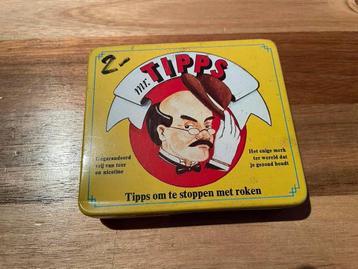 2-
mr. TIPPS
Gegarandeerd
vrij van teer
en nicotine
Het enige merk
ter wereld dat
je gezond houdt
Tipps om te stoppen met roken